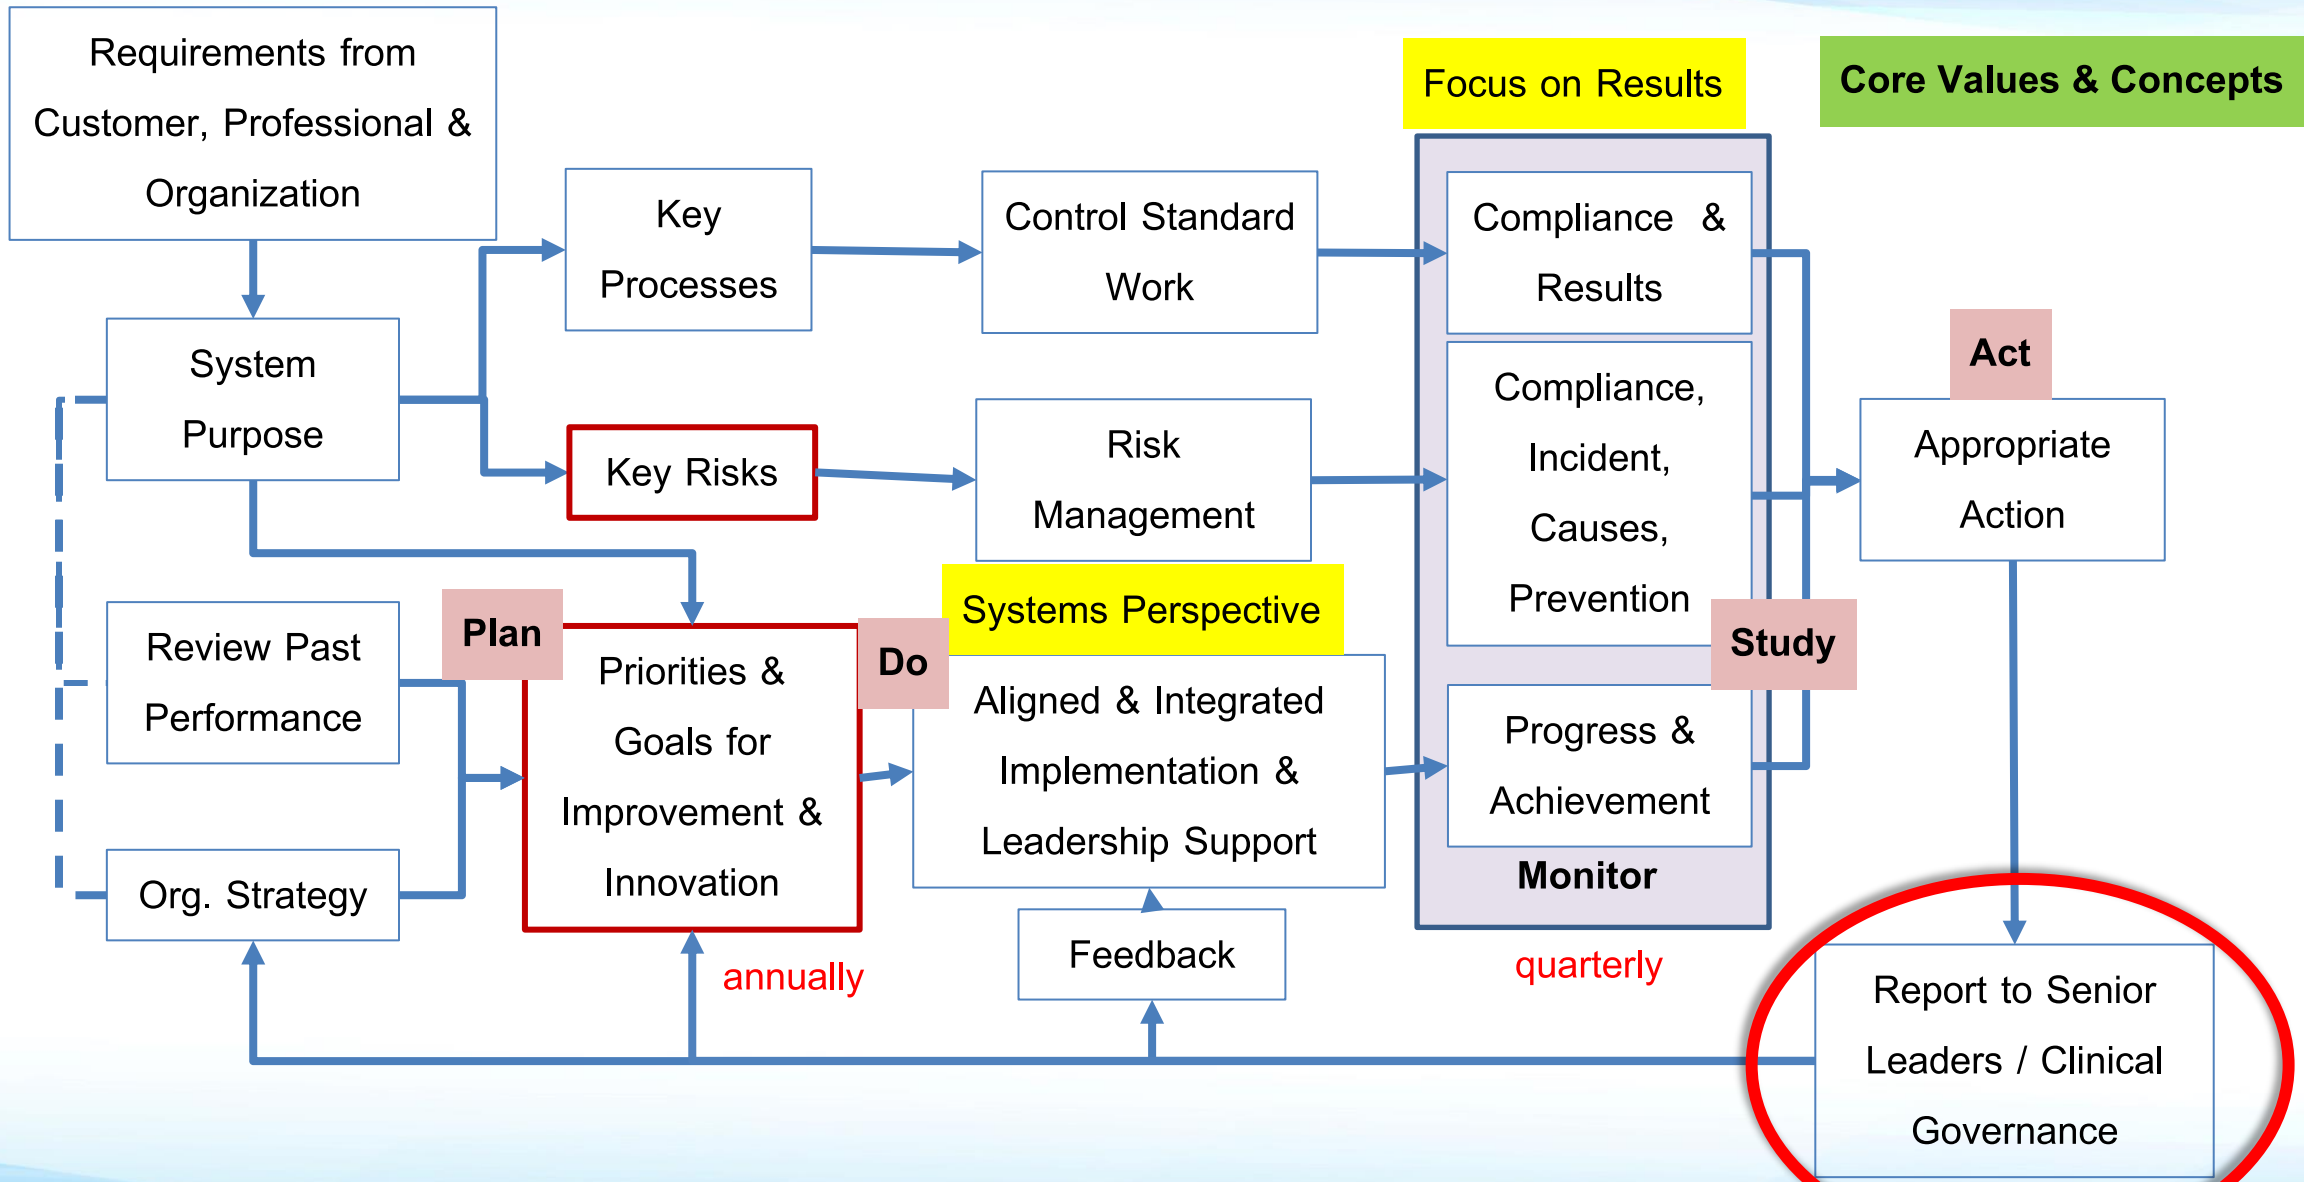 Requirements from
Customer, Professional &
Organization
Focus on Results
Core Values & Concepts
Key
Processes
Control Standard
Work
Compliance &
Results
System
Purpose
Key Risks
Risk
Management
Compliance,
Incident,
Causes,
Prevention
Act
Appropriate
Action
Review Past
Performance
Plan
Priorities &
Goals for
Improvement &
Innovation
Do
Systems Perspective
Aligned & Integrated
Implementation &
Leadership Support
Study
Progress &
Achievement
Monitor
Org. Strategy
annually
Feedback
quarterly
Report to Senior
Leaders / Clinical
Governance